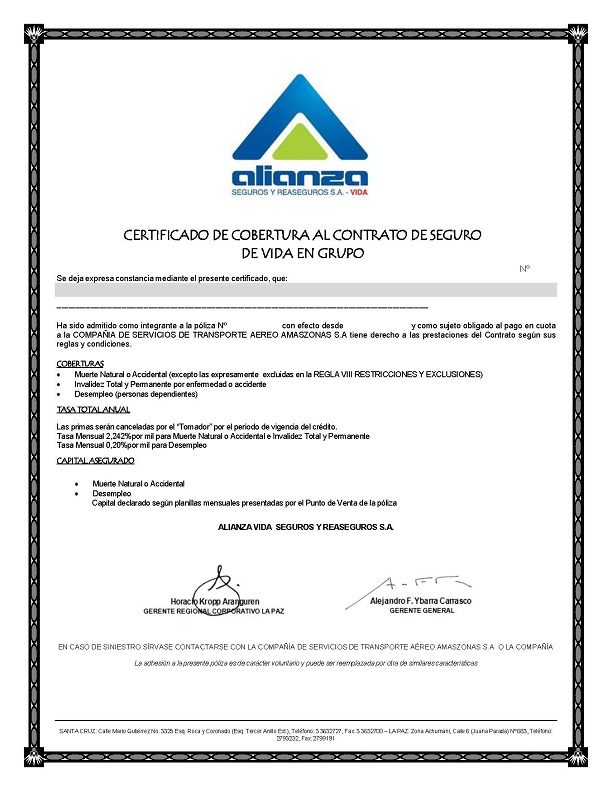 alianza
SEGUROS Y REASEGUROS S.A. - VIDA
CERTIFICADO DE COBERTURA AL CONTRATO DE SEGURO
DE VIDA EN GRUPO
Nº
Se deja expresa constancia mediante el presente certificado, que:
Ha sido admitido como integrante a la póliza Nº con efecto desde y como sujeto obligado al pago en cuota
a la COMPAÑIA DE SERVICIOS DE TRANSPORTE AEREO AMASZONAS S.A tiene derecho a las prestaciones del Contrato según sus
reglas y condiciones.
COBERTURAS
• Muerte Natural o Accidental (excepto las expresamente excluidas en la REGLA VIII RESTRICCIONES Y EXCLUSIONES)
• Invalidez Total y Permanente por enfermedad o accidente
• Desempleo (personas dependientes)
TASA TOTAL ANUAL
Las primas serán canceladas por el “Tomador” por el periodo de vigencia del crédito.
Tasa Mensual 2,242%por mil para Muerte Natural o Accidental e Invalidez Total y Permanente
Tasa Mensual 0,20%por mil para Desempleo
CAPITAL ASEGURADO
• Muerte Natural o Accidental
• Desempleo
Capital declarado según planillas mensuales presentadas por el Punto de Venta de la póliza
ALIANZA VIDA SEGUROS Y REASEGUROS S.A.
Horacio Kropp Aranguren
GERENTE REGIONAL CORPORATIVO LA PAZ
Alejandro F. Ybarra Carrasco
GERENTE GENERAL
EN CASO DE SINIESTRO SÍRVASE CONTACTARSE CON LA COMPAÑÍA DE SERVICIOS DE TRANSPORTE AÉREO AMASZONAS S.A O LA COMPAÑÍA
La adhesión a la presente póliza es de carácter voluntario y puede ser reemplazada por otra de similares características
SANTA CRUZ: Calle Mario Gutiérrez No. 3325 Esq. Roca y Coronado (Esq. Tercer Anillo Ext.), Teléfono: 3 3632727, Fax: 3 3632700 – LA PAZ: Zona Achumani, Calle 6 (Juana Parada) Nº683, Teléfono:
2793232, Fax: 2799191